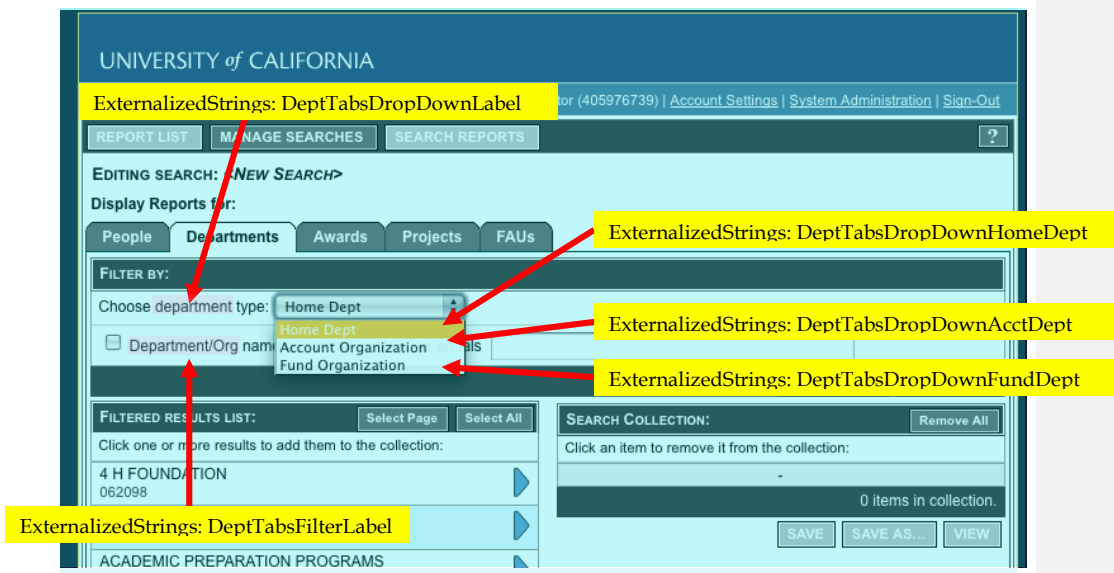 UNIVERSITY of CALIFORNIA
ExternalizedStrings: DeptTabsDropDownLabel
tor (405976739) | Account Settings | System Administration | Sign-Out
REPORT LIST MANAGE SEARCHES SEARCH REPORTS ?
EDITING SEARCH: <NEW SEARCH>
Display Reports for:
People Departments Awards Projects FAUs
ExternalizedStrings: DeptTabsDropDownHomeDept
FILTER BY:
Choose department type: Home Dept
Home Dept
ExternalizedStrings: DeptTabsDropDownAcctDept
Department/Org
Account Organization
Fund Organization
ExternalizedStrings: DeptTabsDropDownFundDept
FILTERED RESULTS LIST: Select Page Select All
SEARCH COLLECTION: Remove All
Click one or more results to add them to the collection:
Click an item to remove it from the collection:
4 H FOUNDATION
062098
-
0 items in collection.
ExternalizedStrings: DeptTabsFilterLabel
SAVE SAVE AS... VIEW
ACADEMIC PREPARATION PROGRAMS